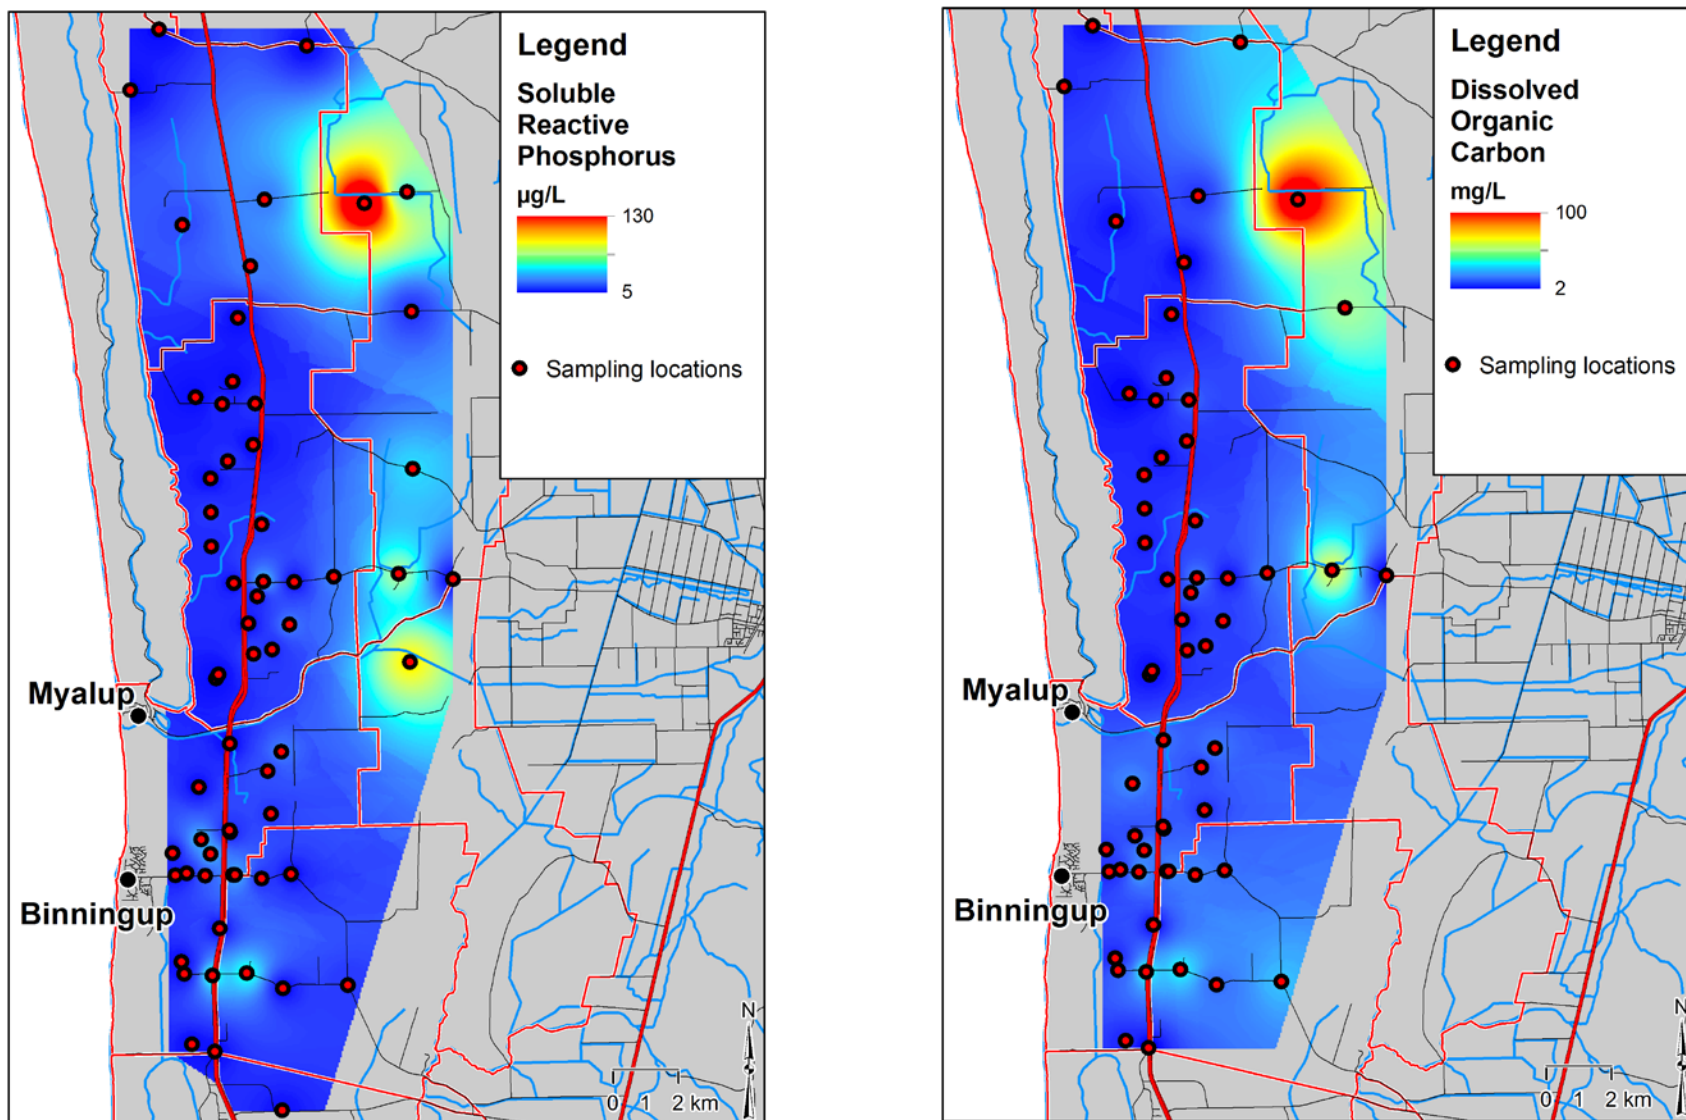 Legend
Soluble
Reactive
Phosphorus
µg/L
130
5
Sampling locations
Myalup
Binningup
N
0 1 2 km
Legend
Dissolved
Organic
Carbon
mg/L
100
2
Sampling locations
Myalup
Binningup
N
0 1 2 km